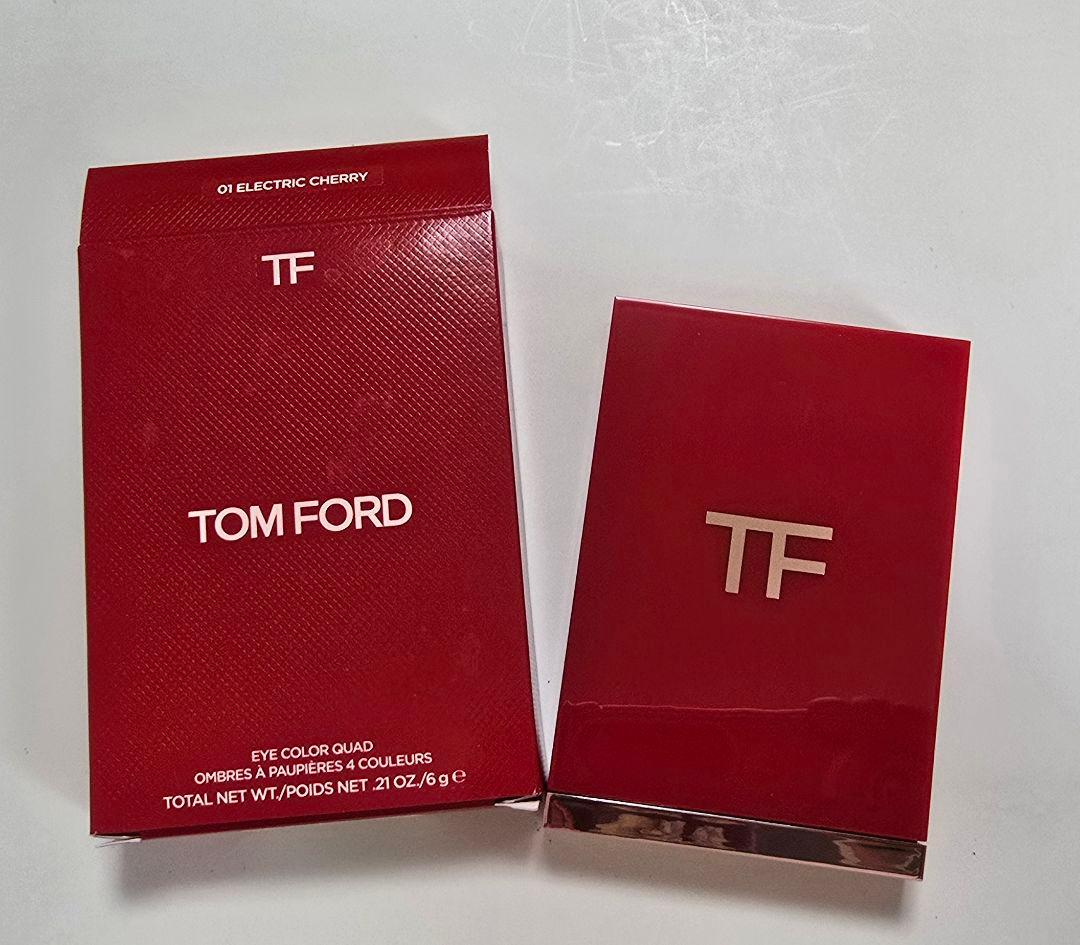 01 ELECTRIC CHERRY
TF
TOM FORD
EYE COLOR QUAD
OMBRES À PAUPIÈRES 4 COULEURS
TOTAL NET WT./POIDS NET .21 OZ./6 g ℮
TF